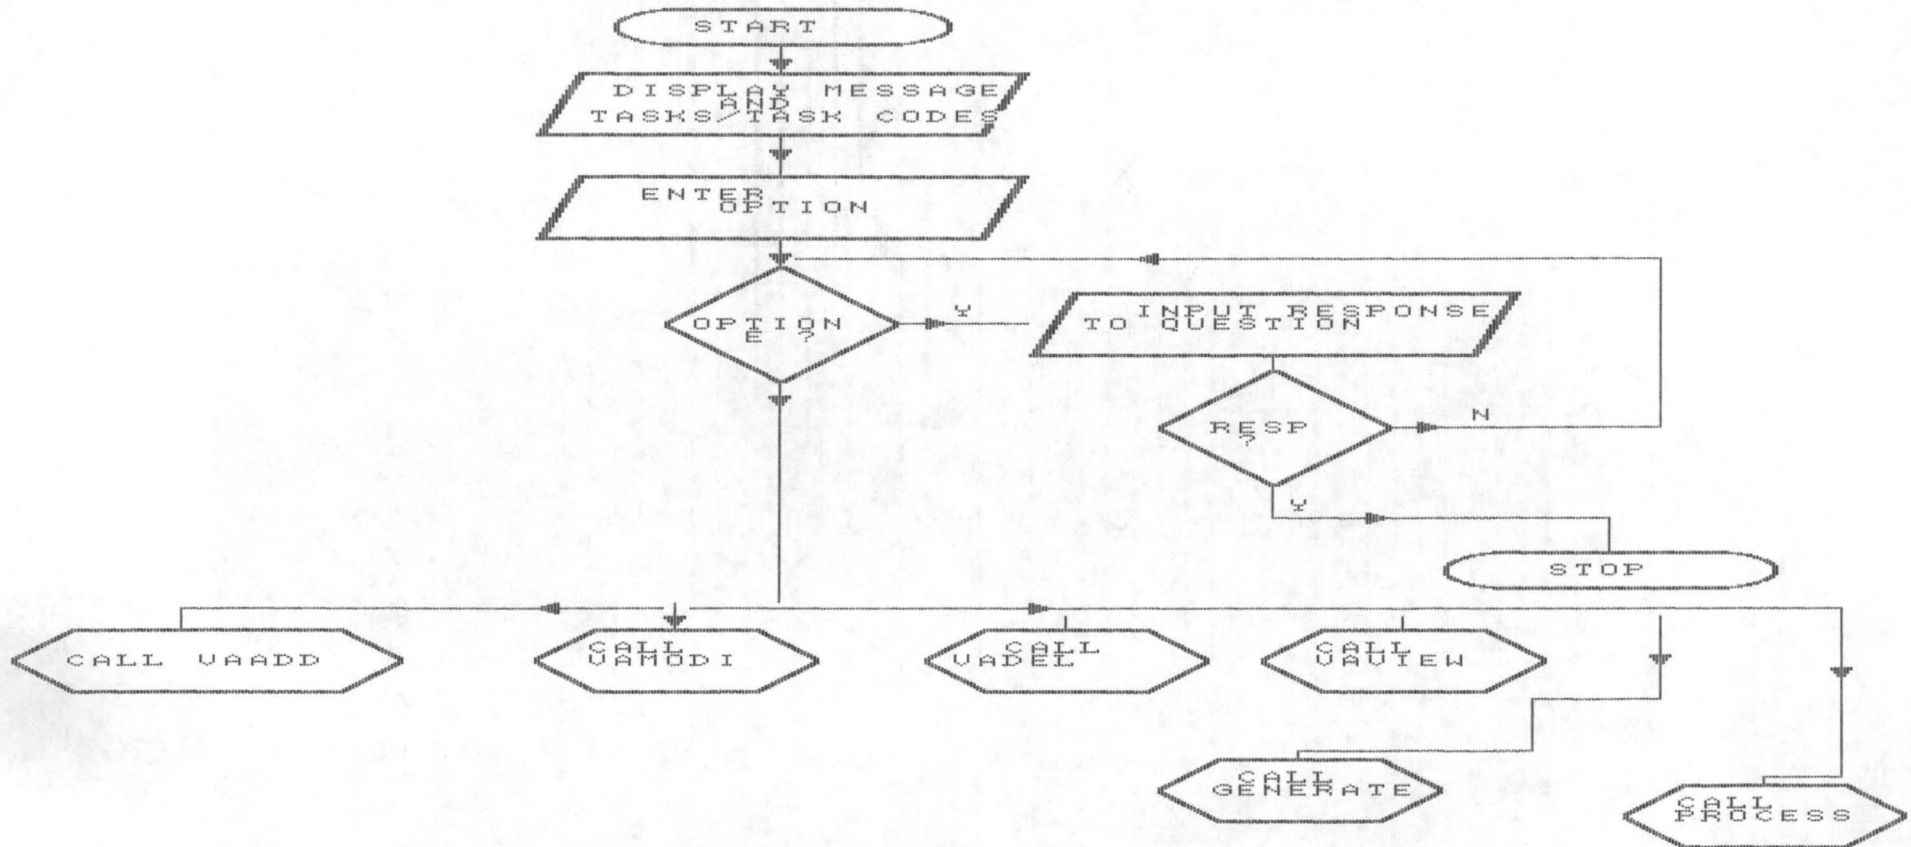 START
DISPLAY MESSAGE
AND
TASKS/TASK CODES
ENTER
OPTION
OPTION
E ?
Y
INPUT RESPONSE
TO QUESTION
RESP
?
N
Y
STOP
CALL VAADD
CALL
VAMODI
CALL
VADEL
CALL
VAVIEW
CALL
GENERATE
CALL
PROCESS